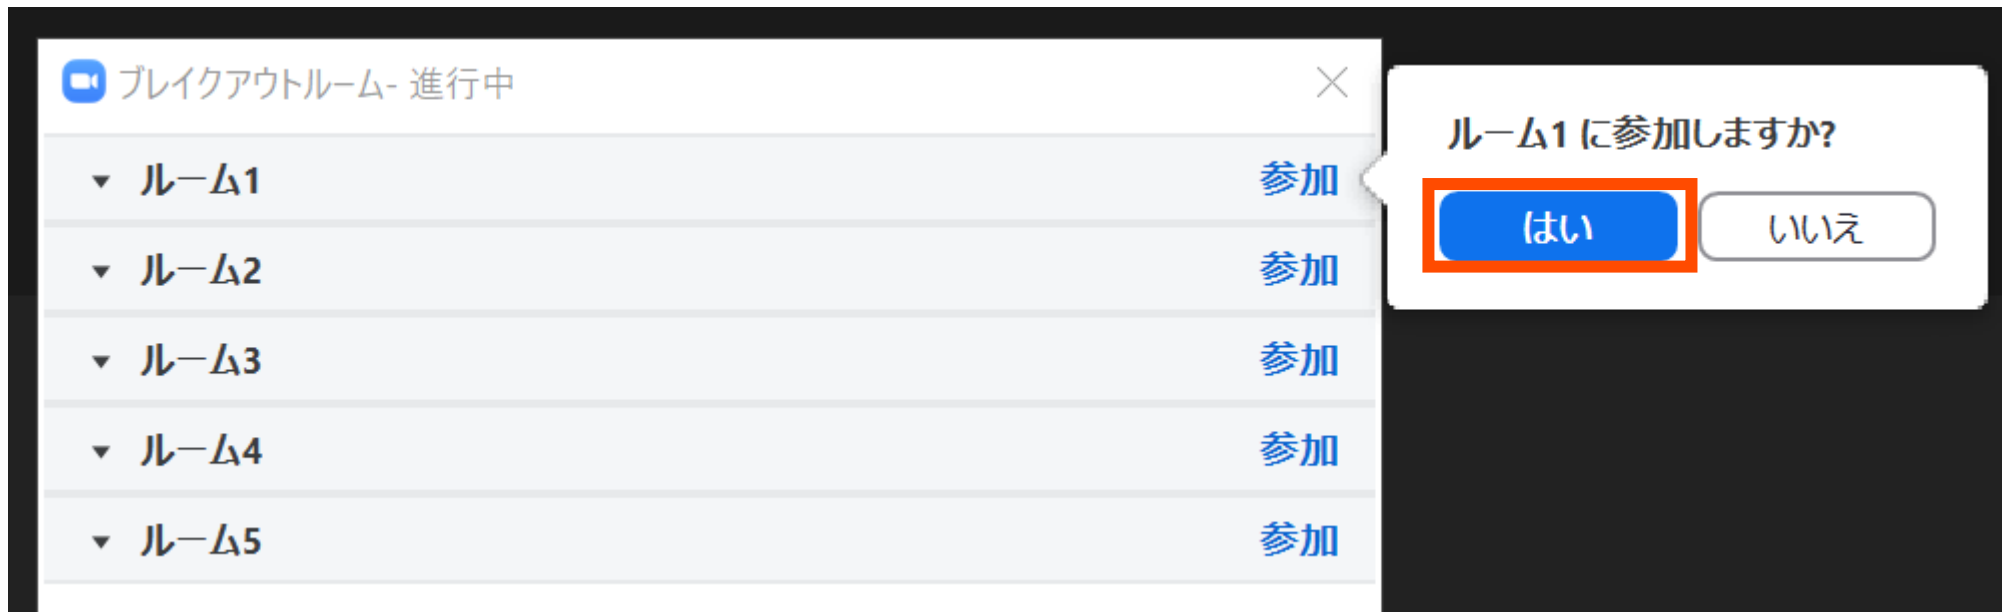 ブレイクアウトルーム- 進行中
ルーム1 参加
ルーム2 参加
ルーム3 参加
ルーム4 参加
ルーム5 参加
ルーム1 に参加しますか?
はい いいえ